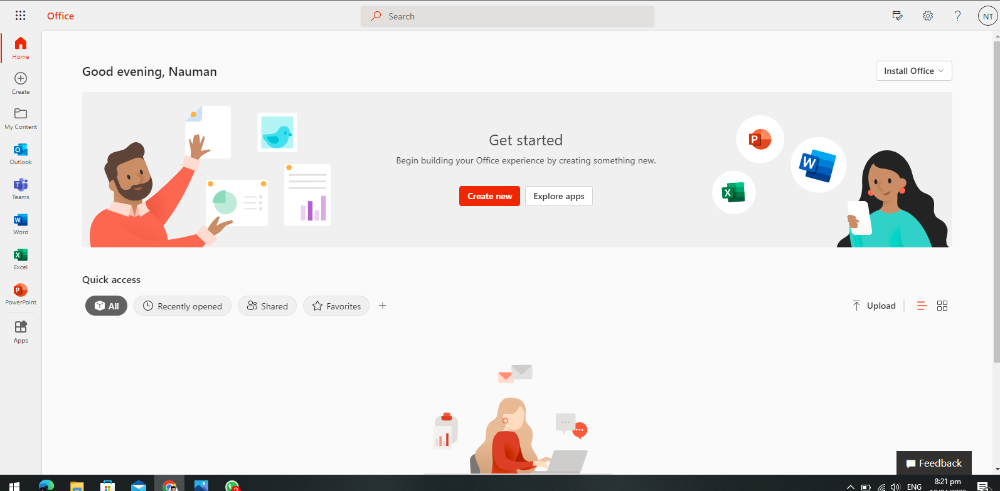 Office
Search
NT
Home
Create
My Content
Outlook
Teams
Word
Excel
PowerPoint
Apps
Good evening, Nauman
Install Office
Get started
Begin building your Office experience by creating something new.
Create new
Explore apps
Quick access
All
Recently opened
Shared
Favorites
Upload
Feedback
8:21 pm
ENG